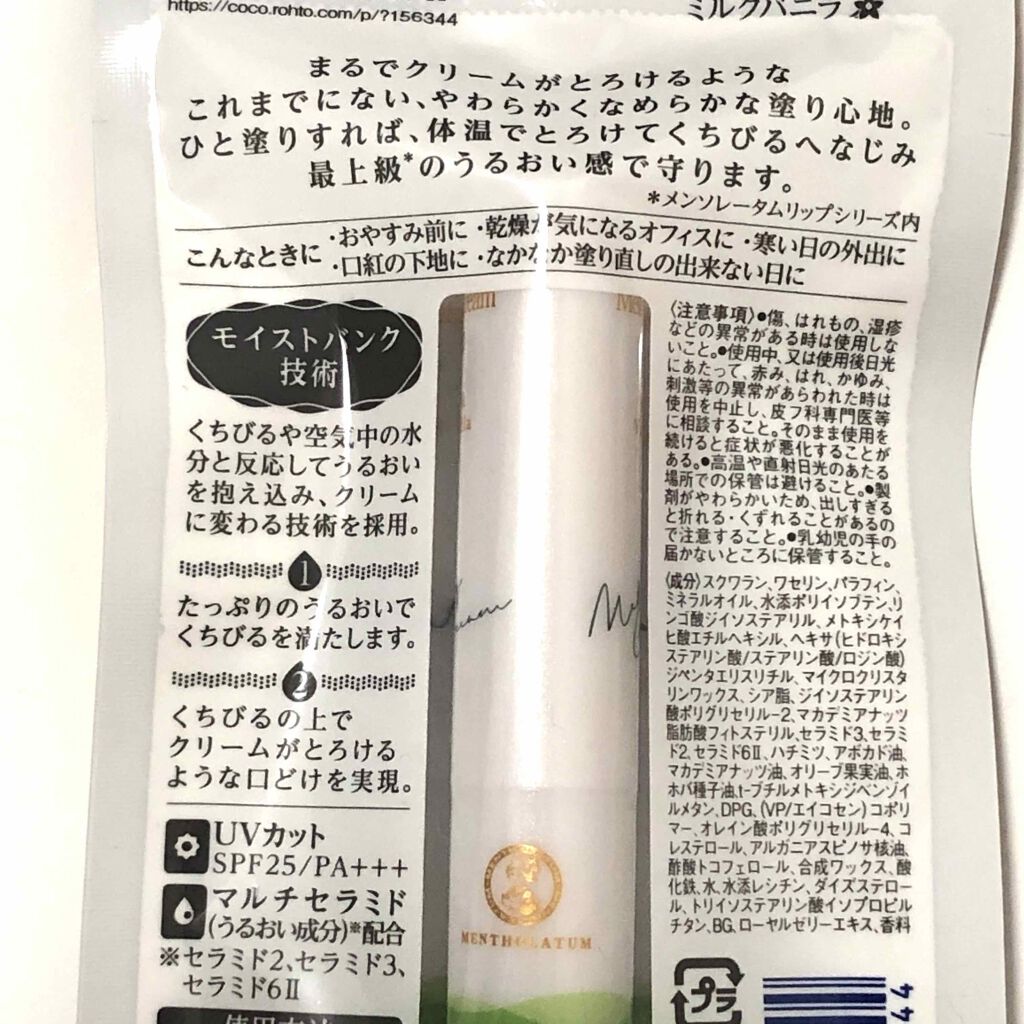 https://coco.rohto.com/p/?156344
ミルクバニラ
まるでクリームがとろけるような
これまでにない、やわらかくなめらかな塗り心地。
ひと塗りすれば、体温でとろけてくちびるへなじみ
最上級*のうるおい感で守ります。
*メンソレータムリップシリーズ内
こんなときに
・おやすみ前に ・乾燥が気になるオフィスに ・寒い日の外出に
・口紅の下地に ・なかなか塗り直しの出来ない日に
モイストバンク
技術
くちびるや空気中の水
分と反応してうるおい
を抱え込み、クリーム
に変わる技術を採用。
1
たっぷりのうるおいで
くちびるを満たします。
2
くちびるの上で
クリームがとろける
ような口どけを実現。
UVカット
SPF25/PA+++
マルチセラミド
(うるおい成分)※配合
※セラミド2、セラミド3、
セラミド6Ⅱ
使用方法
MENTHOLATUM
〈注意事項〉●傷、はれもの、湿疹
などの異常がある時は使用しな
いこと。●使用中、又は使用後日光
にあたって、赤み、はれ、かゆみ、
刺激等の異常があらわれた時は
使用を中止し、皮フ科専門医等
に相談すること。そのまま使用を
続けると症状が悪化することが
ある。●高温や直射日光のあたる
場所での保管は避けること。●製
剤がやわらかいため、出しすぎる
と折れる・くずれることがあるの
で注意すること。●乳幼児の手の
届かないところに保管すること。
〈成分〉スクワラン、ワセリン、パラフィン、
ミネラルオイル、水添ポリイソブテン、リ
ンゴ酸ジイソステアリル、メトキシケイ
ヒ酸エチルヘキシル、ヘキサ(ヒドロキシ
ステアリン酸/ステアリン酸/ロジン酸)
ジペンタエリスリチル、マイクロクリスタ
リンワックス、シア脂、ジイソステアリン
酸ポリグリセリル-2、マカデミアナッツ
脂肪酸フィトステリル、セラミド3、セラミ
ド2、セラミド6Ⅱ、ハチミツ、アボカド油、
マカデミアナッツ油、オリーブ果実油、ホ
ホバ種子油、t-ブチルメトキシジベンゾイ
ルメタン、DPG、(VP/エイコセン)コポリ
マー、オレイン酸ポリグリセリル-4、コ
レステロール、アルガニアスピノサ核油、
酢酸トコフェロール、合成ワックス、酸
化鉄、水、水添レシチン、ダイズステロー
ル、トリイソステアリン酸イソプロピル
チタン、BG、ローヤルゼリーエキス、香料
プラ